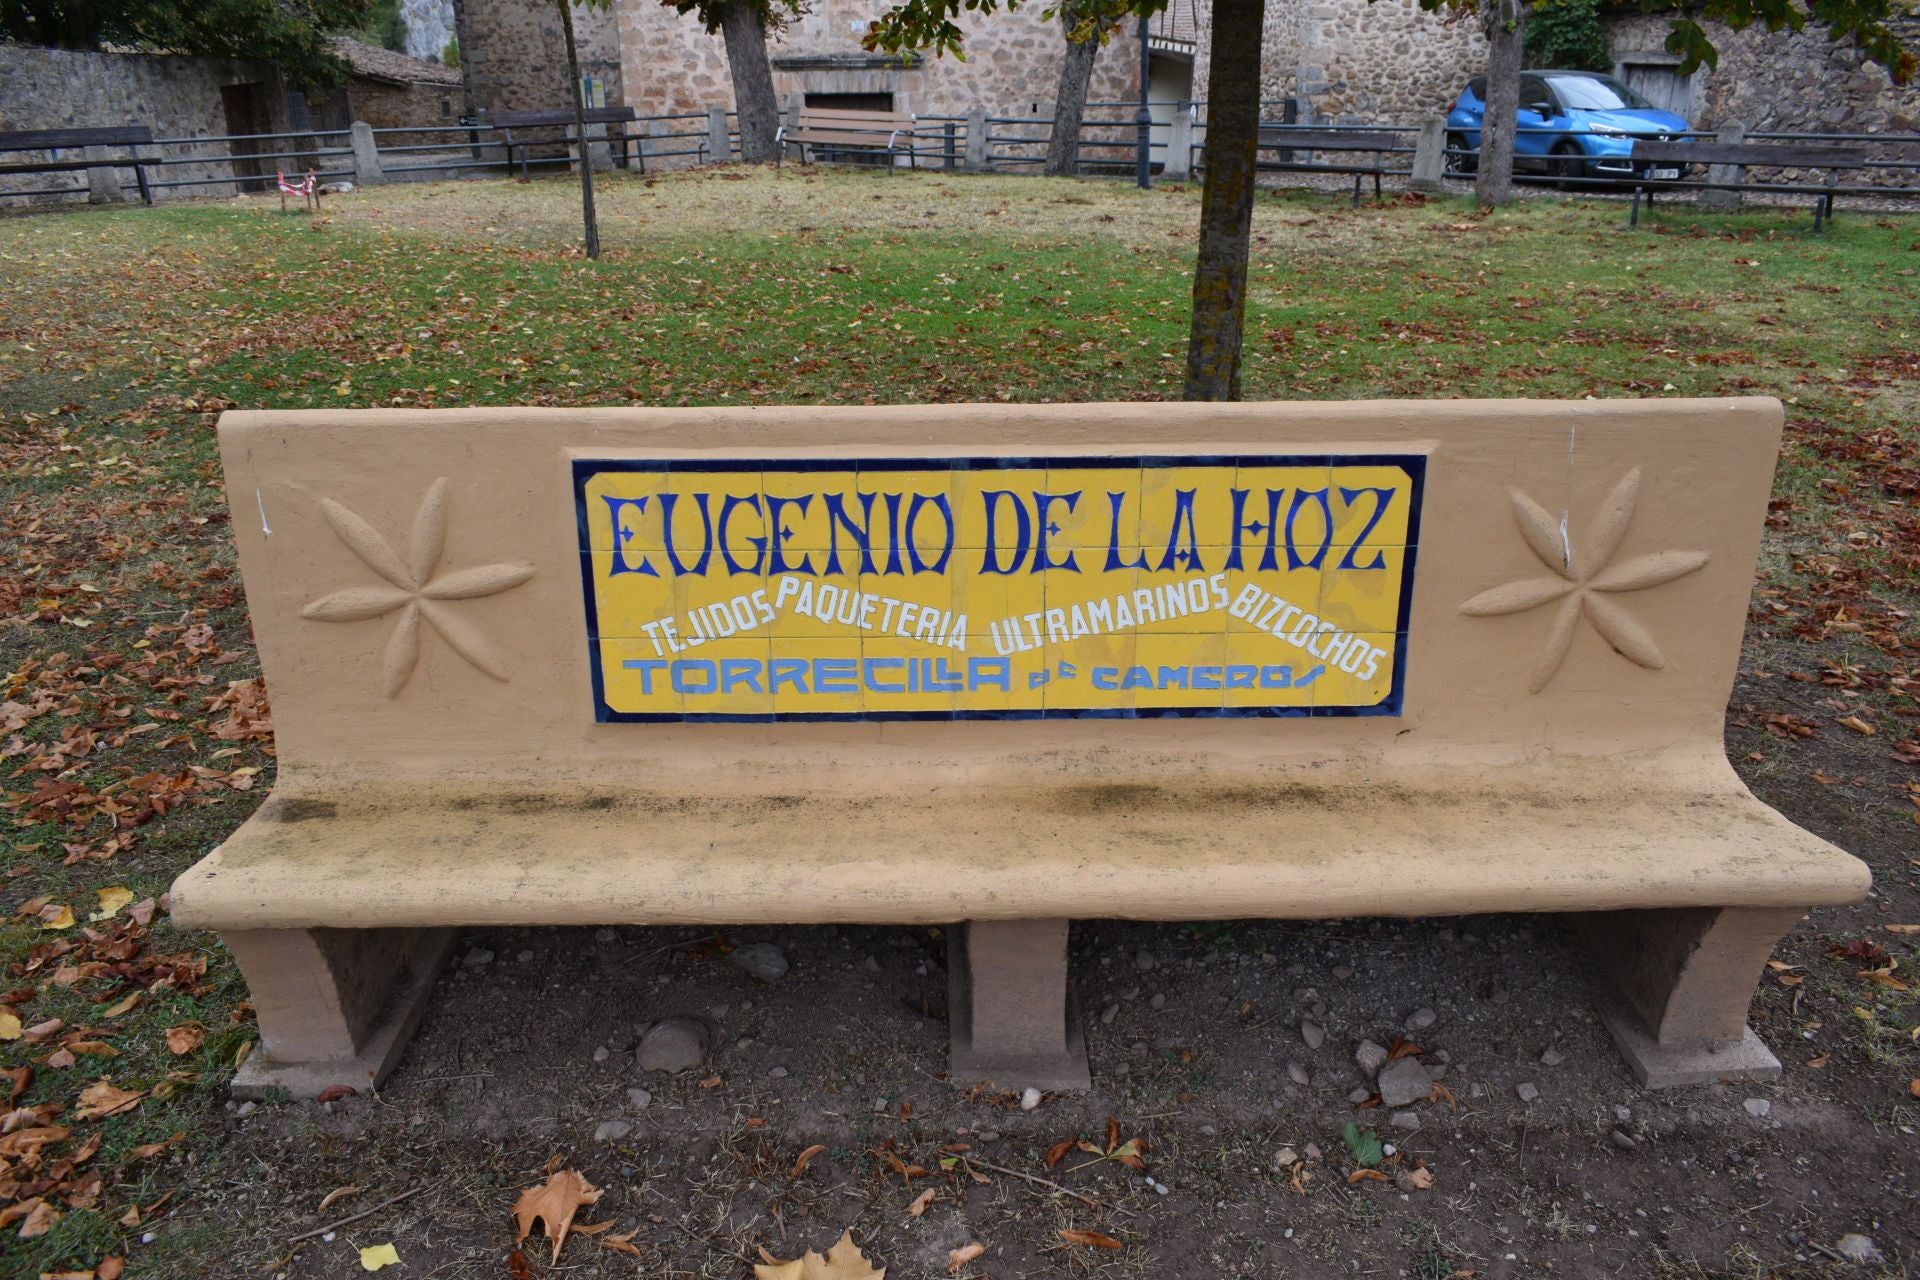 EUGENIO DE LA HOZ
TEJIDOS PAQUETERIA ULTRAMARINOS BIZCOCHOS
TORRECILLA DE CAMEROS